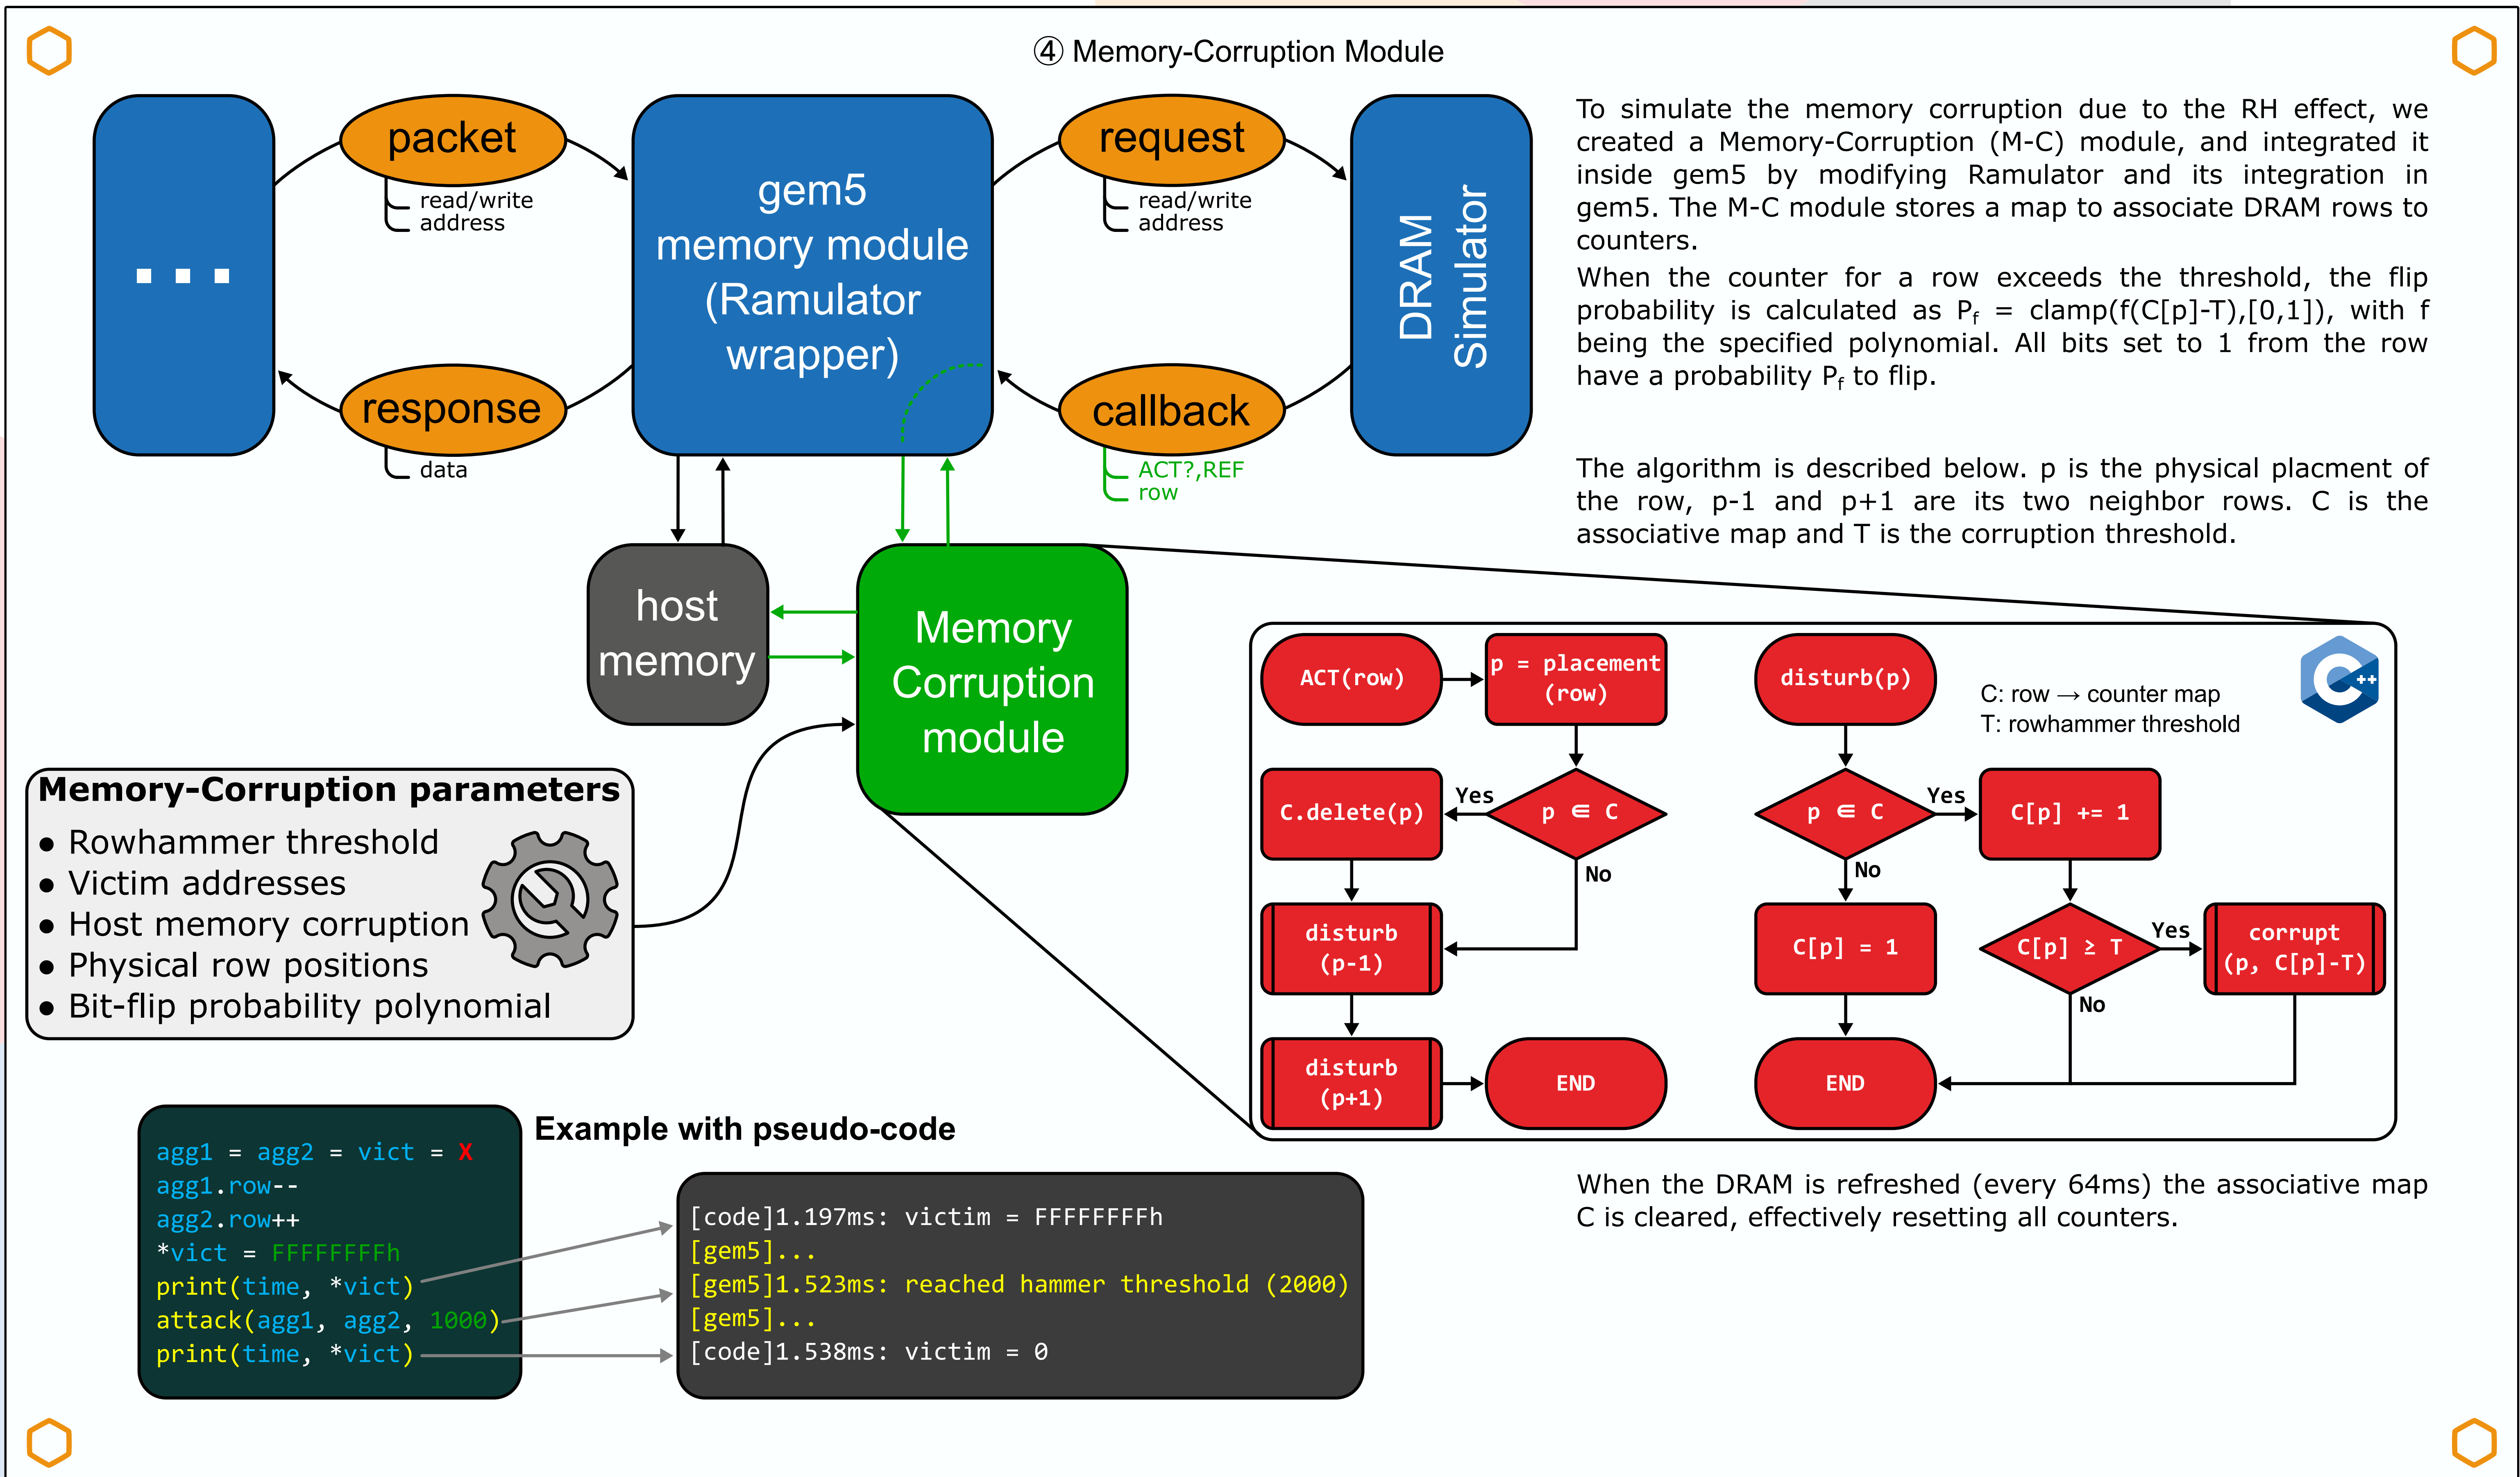 ④ Memory-Corruption Module
...
packet
read/write
address
response
data
gem5
memory module
(Ramulator
wrapper)
request
read/write
address
callback
ACT?,REF
row
DRAM
Simulator
host
memory
Memory
Corruption
module
To simulate the memory corruption due to the RH effect, we
created a Memory-Corruption (M-C) module, and integrated it
inside gem5 by modifying Ramulator and its integration in
gem5. The M-C module stores a map to associate DRAM rows to
counters.
When the counter for a row exceeds the threshold, the flip
probability is calculated as Pf = clamp(f(C[p]-T),[0,1]), with f
being the specified polynomial. All bits set to 1 from the row
have a probability Pf to flip.
The algorithm is described below. p is the physical placment of
the row, p-1 and p+1 are its two neighbor rows. C is the
associative map and T is the corruption threshold.
Memory-Corruption parameters
● Rowhammer threshold
● Victim addresses
● Host memory corruption
● Physical row positions
● Bit-flip probability polynomial
ACT(row)
p = placement
(row)
p ∈ C
Yes
No
C.delete(p)
disturb
(p-1)
disturb
(p+1)
END
disturb(p)
C: row → counter map
T: rowhammer threshold
C++
p ∈ C
Yes
No
C[p] += 1
C[p] = 1
C[p] ≥ T
Yes
No
corrupt
(p, C[p]-T)
END
Example with pseudo-code
agg1 = agg2 = vict = X
agg1.row--
agg2.row++
*vict = FFFFFFFFh
print(time, *vict)
attack(agg1, agg2, 1000)
print(time, *vict)
[code]1.197ms: victim = FFFFFFFFh
[gem5]...
[gem5]1.523ms: reached hammer threshold (2000)
[gem5]...
[code]1.538ms: victim = 0
When the DRAM is refreshed (every 64ms) the associative map
C is cleared, effectively resetting all counters.